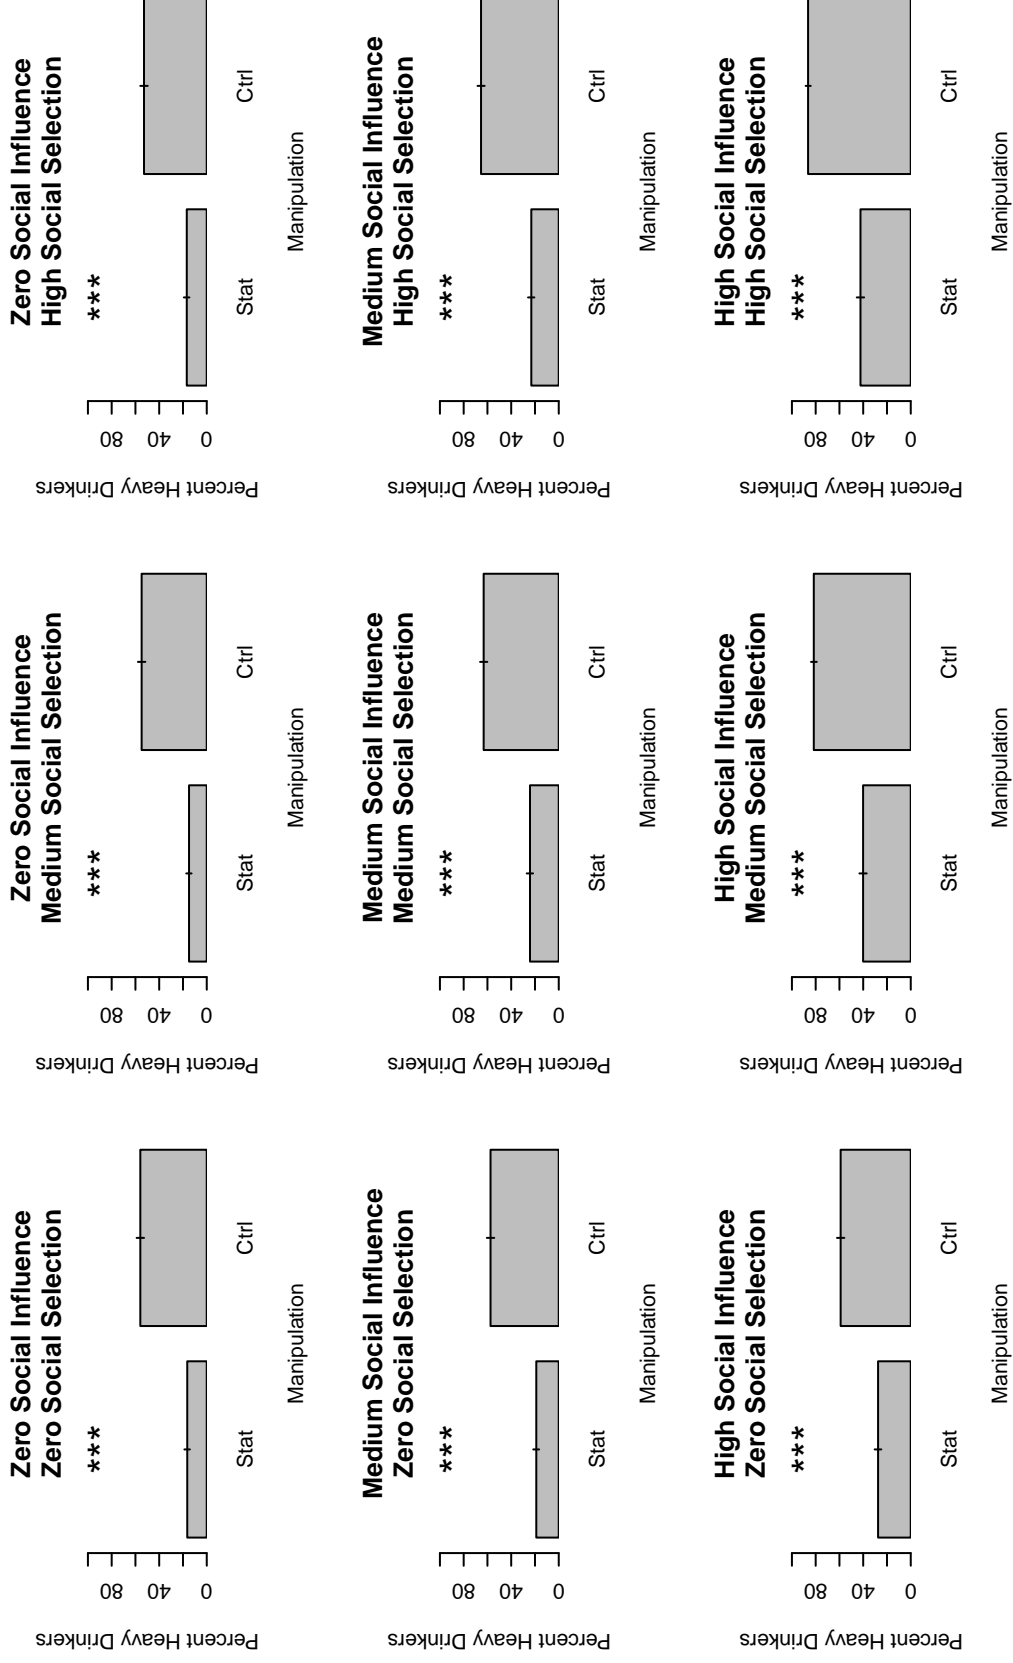 Zero Social Influence
Zero Social Selection
***
Percent Heavy Drinkers
80
40
0
Stat Ctrl
Manipulation
Zero Social Influence
Medium Social Selection
***
Percent Heavy Drinkers
80
40
0
Stat Ctrl
Manipulation
Zero Social Influence
High Social Selection
***
Percent Heavy Drinkers
80
40
0
Stat Ctrl
Manipulation
Medium Social Influence
Zero Social Selection
***
Percent Heavy Drinkers
80
40
0
Stat Ctrl
Manipulation
Medium Social Influence
Medium Social Selection
***
Percent Heavy Drinkers
80
40
0
Stat Ctrl
Manipulation
Medium Social Influence
High Social Selection
***
Percent Heavy Drinkers
80
40
0
Stat Ctrl
Manipulation
High Social Influence
Zero Social Selection
***
Percent Heavy Drinkers
80
40
0
Stat Ctrl
Manipulation
High Social Influence
Medium Social Selection
***
Percent Heavy Drinkers
80
40
0
Stat Ctrl
Manipulation
High Social Influence
High Social Selection
***
Percent Heavy Drinkers
80
40
0
Stat Ctrl
Manipulation